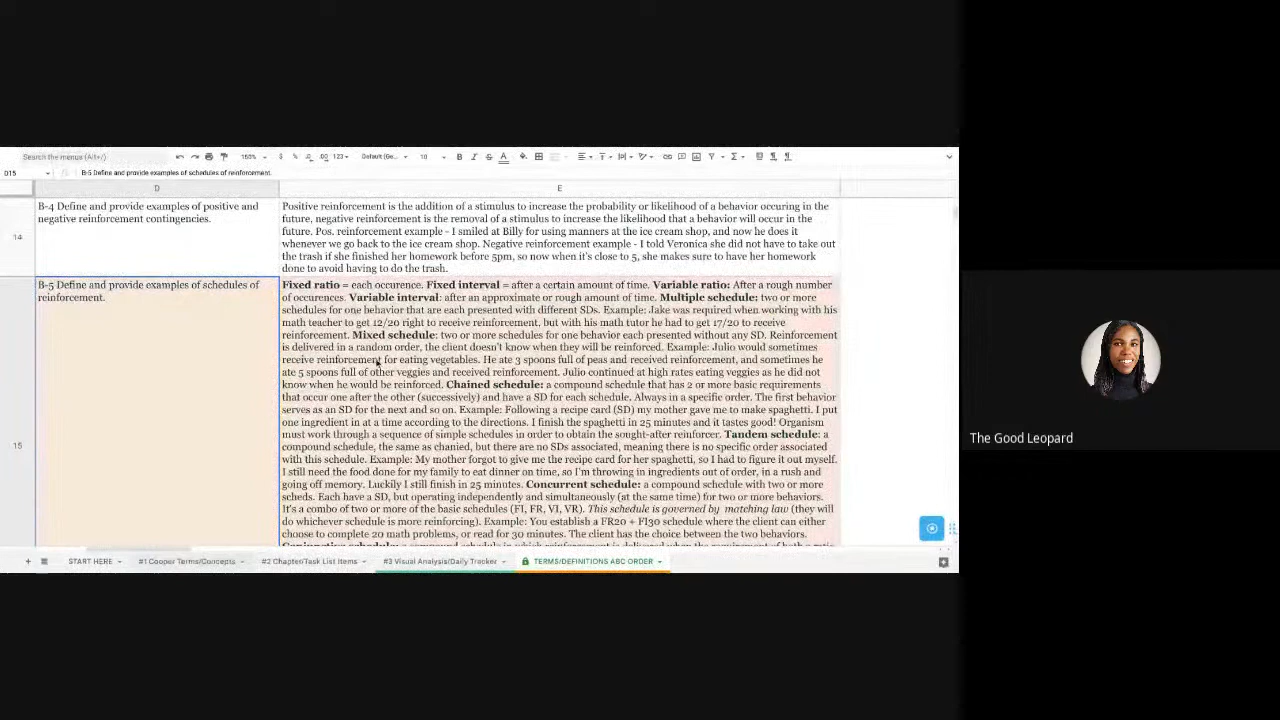 Search the menus (Alt+/)
150%
$ % .0 .00 123
Default (Ge...
10
B I S A
D15
B-5 Define and provide examples of schedules of reinforcement.
D E
14
B-4 Define and provide examples of positive and
negative reinforcement contingencies.
Positive reinforcement is the addition of a stimulus to increase the probability or likelihood of a behavior occuring in the
future, negative reinforcement is the removal of a stimulus to increase the likelihood that a behavior will occur in the
future. Pos. reinforcement example - I smiled at Billy for using manners at the ice cream shop, and now he does it
whenever we go back to the ice cream shop. Negative reinforcement example - I told Veronica she did not have to take out
the trash if she finished her homework before 5pm, so now when it's close to 5, she makes sure to have her homework
done to avoid having to do the trash.
15
B-5 Define and provide examples of schedules of
reinforcement.
Fixed ratio = each occurence. Fixed interval = after a certain amount of time. Variable ratio: After a rough number
of occurences. Variable interval: after an approximate or rough amount of time. Multiple schedule: two or more
schedules for one behavior that are each presented with different SDs. Example: Jake was required when working with his
math teacher to get 12/20 right to receive reinforcement, but with his math tutor he had to get 17/20 to receive
reinforcement. Mixed schedule: two or more schedules for one behavior each presented without any SD. Reinforcement
is delivered in a random order, the client doesn't know when they will be reinforced. Example: Julio would sometimes
receive reinforcement for eating vegetables. He ate 3 spoons full of peas and received reinforcement, and sometimes he
ate 5 spoons full of other veggies and received reinforcement. Julio continued at high rates eating veggies as he did not
know when he would be reinforced. Chained schedule: a compound schedule that has 2 or more basic requirements
that occur one after the other (successively) and have a SD for each schedule. Always in a specific order. The first behavior
serves as an SD for the next and so on. Example: Following a recipe card (SD) my mother gave me to make spaghetti. I put
one ingredient in at a time according to the directions. I finish the spaghetti in 25 minutes and it tastes good! Organism
must work through a sequence of simple schedules in order to obtain the sought-after reinforcer. Tandem schedule: a
compound schedule, the same as chanied, but there are no SDs associated, meaning there is no specific order associated
with this schedule. Example: My mother forgot to give me the recipe card for her spaghetti, so I had to figure it out myself.
I still need the food done for my family to eat dinner on time, so I'm throwing in ingredients out of order, in a rush and
going off memory. Luckily I still finish in 25 minutes. Concurrent schedule: a compound schedule with two or more
scheds. Each have a SD, but operating independently and simultaneously (at the same time) for two or more behaviors.
It's a combo of two or more of the basic schedules (FI, FR, VI, VR). This schedule is governed by matching law (they will
do whichever schedule is more reinforcing). Example: You establish a FR20 + FI30 schedule where the client can either
choose to complete 20 math problems, or read for 30 minutes. The client has the choice between the two behaviors.
START HERE
#1 Cooper Terms/Concepts
#2 Chapter/Task List Items
#3 Visual Analysis/Daily Tracker
TERMS/DEFINITIONS ABC ORDER
The Good Leopard